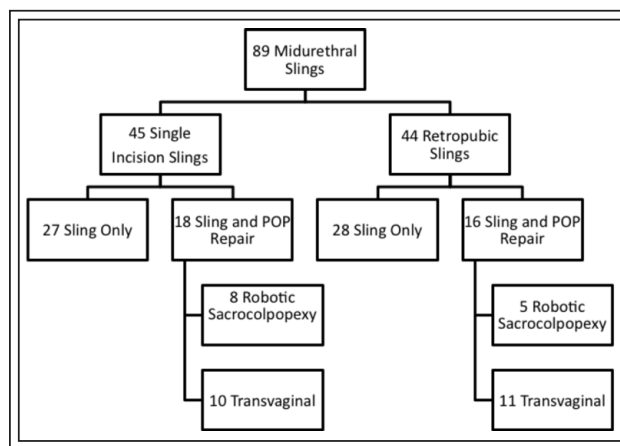 89 Midurethral
Slings
45 Single
Incision Slings
44 Retropubic
Slings
27 Sling Only
18 Sling and POP
Repair
28 Sling Only
16 Sling and POP
Repair
8 Robotic
Sacrocolpopexy
5 Robotic
Sacrocolpopexy
10 Transvaginal
11 Transvaginal